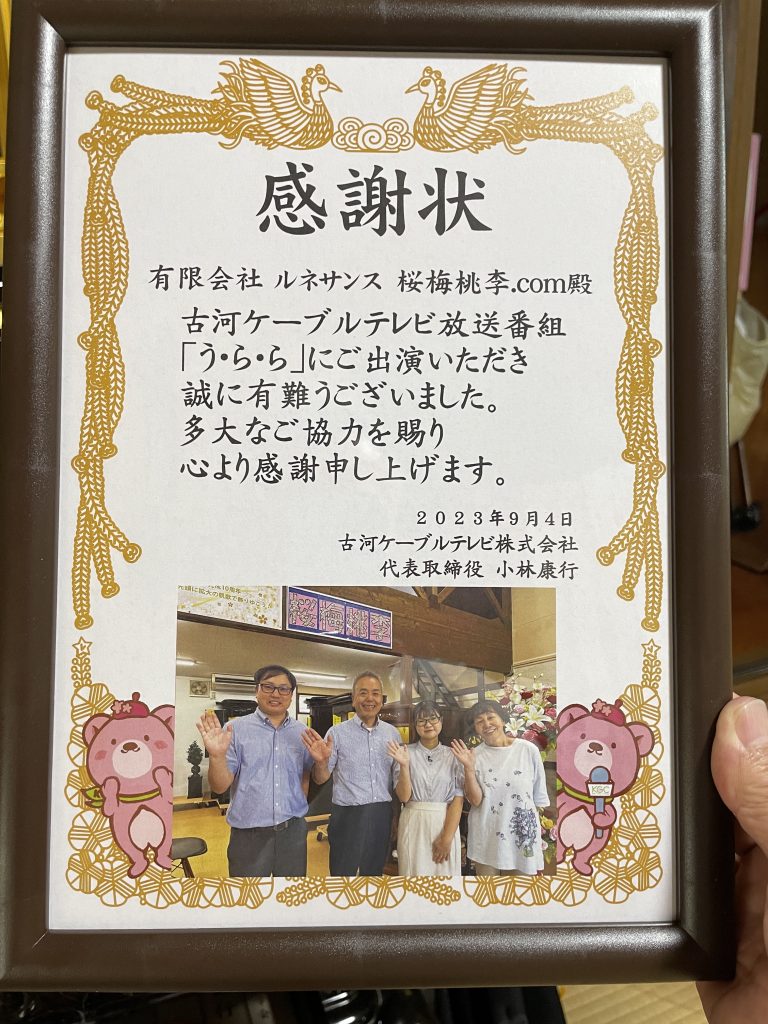 感謝状
有限会社 ルネサンス 桜梅桃李.com殿
古河ケーブルテレビ放送番組
「う・ら・ら」にご出演いただき
誠に有難うございました。
多大なご協力を賜り
心より感謝申し上げます。
2023年9月4日
古河ケーブルテレビ株式会社
代表取締役 小林康行
10周年
KGC